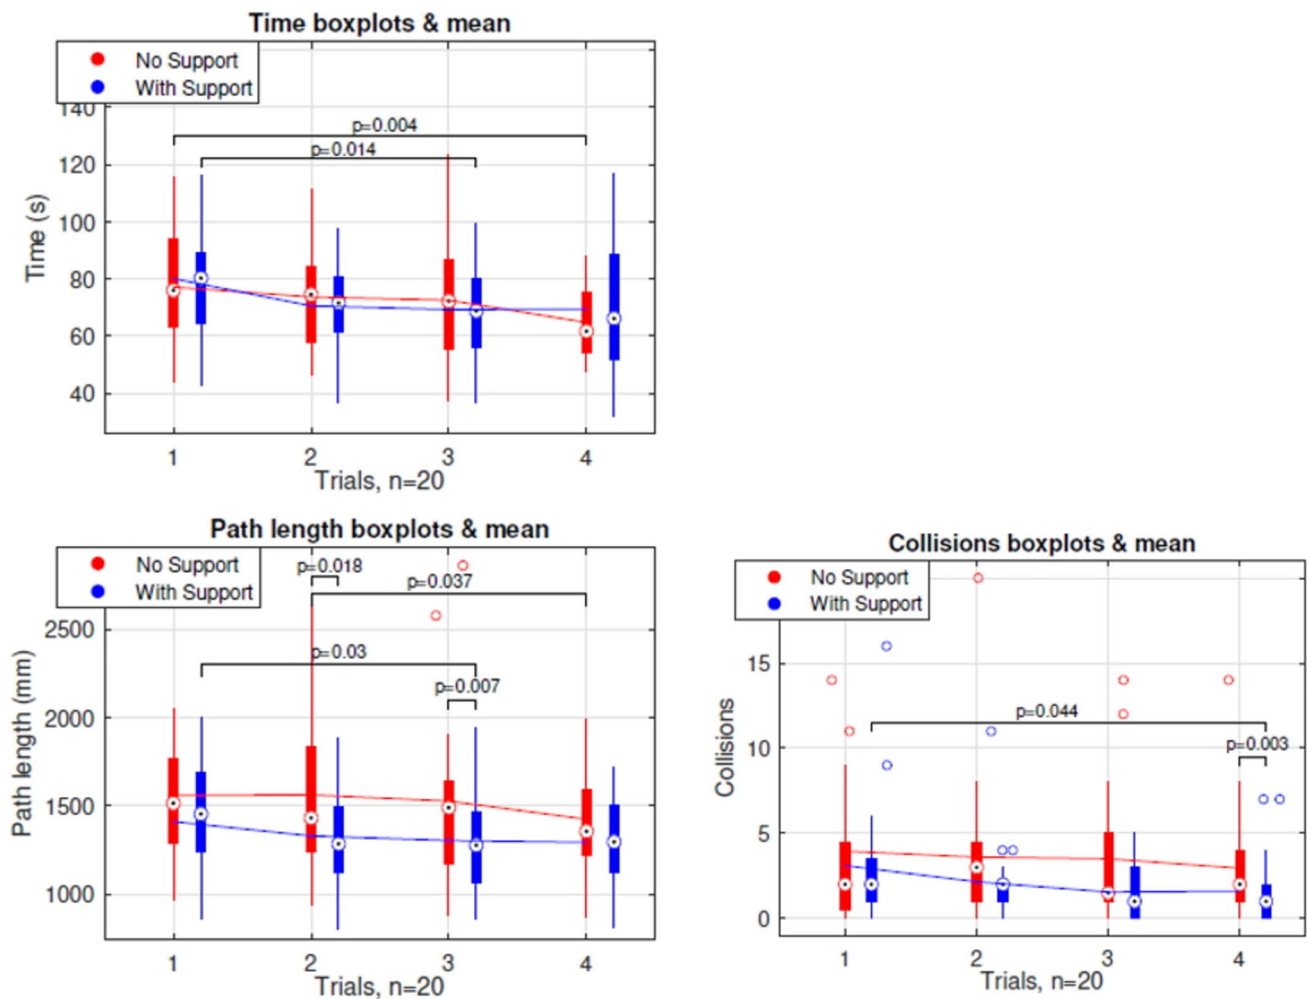 Time boxplots & mean
No Support
With Support
140
p=0.004
p=0.014
120
100
80
60
40
Time (s)
1 2 3 4
Trials, n=20
Path length boxplots & mean
No Support
With Support
p=0.018
p=0.037
2500
p=0.03
p=0.007
2000
1500
1000
Path length (mm)
1 2 3 4
Trials, n=20
Collisions boxplots & mean
No Support
With Support
15
p=0.044
10
p=0.003
5
0
Collisions
1 2 3 4
Trials, n=20